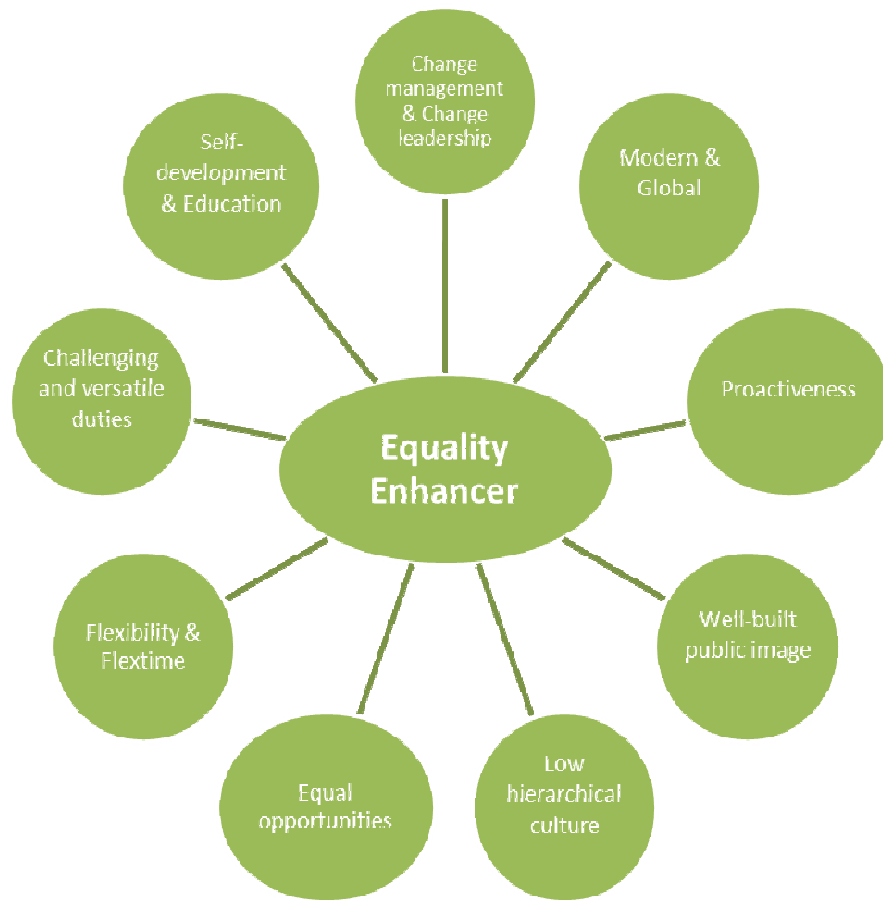 Change
management
& Change
leadership
Modern &
Global
Proactiveness
Well-built
public image
Low
hierarchical
culture
Equal
opportunities
Flexibility &
Flextime
Challenging
and versatile
duties
Self-
development
& Education
Equality
Enhancer